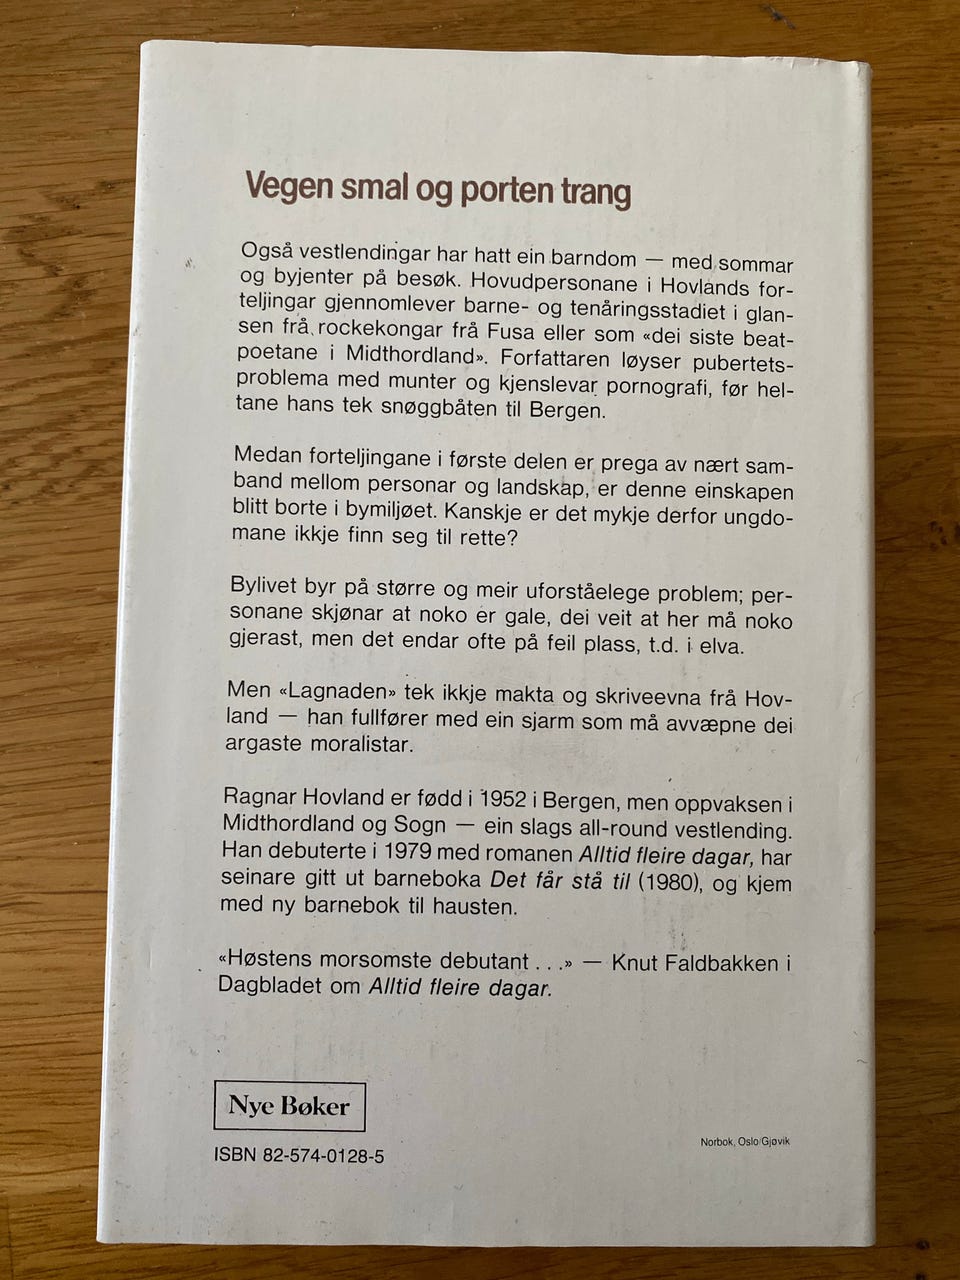 Vegen smal og porten trang
Også vestlendingar har hatt ein barndom — med sommar
og byjenter på besøk. Hovudpersonane i Hovlands for-
teljingar gjennomlever barne- og tenåringsstadiet i glan-
sen frå rockekongar frå Fusa eller som «dei siste beat-
poetane i Midthordland». Forfattaren løyser pubertets-
problema med munter og kjenslevar pornografi, før hel-
tane hans tek snøggbåten til Bergen.
Medan forteljingane i første delen er prega av nært sam-
band mellom personar og landskap, er denne einskapen
blitt borte i bymiljøet. Kanskje er det mykje derfor ungdo-
mane ikkje finn seg til rette?
Bylivet byr på større og meir uforståelege problem; per-
sonane skjønar at noko er gale, dei veit at her må noko
gjerast, men det endar ofte på feil plass, t.d. i elva.
Men «Lagnaden» tek ikkje makta og skriveevna frå Hov-
land — han fullfører med ein sjarm som må avvæpne dei
argaste moralistar.
Ragnar Hovland er fødd i 1952 i Bergen, men oppvaksen i
Midthordland og Sogn — ein slags all-round vestlending.
Han debuterte i 1979 med romanen Alltid fleire dagar, har
seinare gitt ut barneboka Det får stå til (1980), og kjem
med ny barnebok til hausten.
«Høstens morsomste debutant . . .» — Knut Faldbakken i
Dagbladet om Alltid fleire dagar.
Nye Bøker
ISBN 82-574-0128-5
Norbok, Oslo/Gjøvik